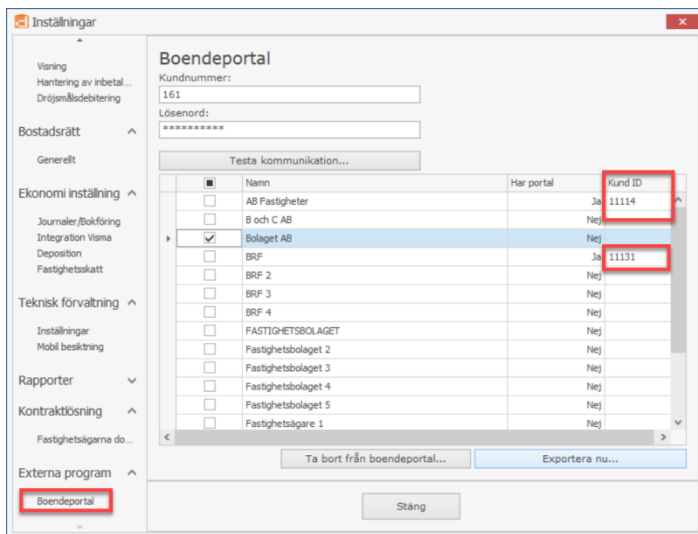 Inställningar
Visning
Hantering av inbetal...
Dröjsmålsdebitering
Bostadsrätt
Generellt
Ekonomi inställning
Journaler/Bokföring
Integration Visma
Deposition
Fastighetsskatt
Teknisk förvaltning
Inställningar
Mobil besiktning
Rapporter
Kontraktlösning
Fastighetsägarna do...
Externa program
Boendeportal
Boendeportal
Kundnummer:
161
Lösenord:
**********
Testa kommunikation...
Namn Har portal Kund ID
AB Fastigheter Ja 11114
B och C AB Nej
Bolaget AB Nej
BRF Ja 11131
BRF 2 Nej
BRF 3 Nej
BRF 4 Nej
FASTIGHETSBOLAGET Nej
Fastighetsbolaget 2 Nej
Fastighetsbolaget 3 Nej
Fastighetsbolaget 4 Nej
Fastighetsbolaget 5 Nej
Fastighetsägare 1 Nej
Ta bort från boendeportal... Exportera nu...
Stäng